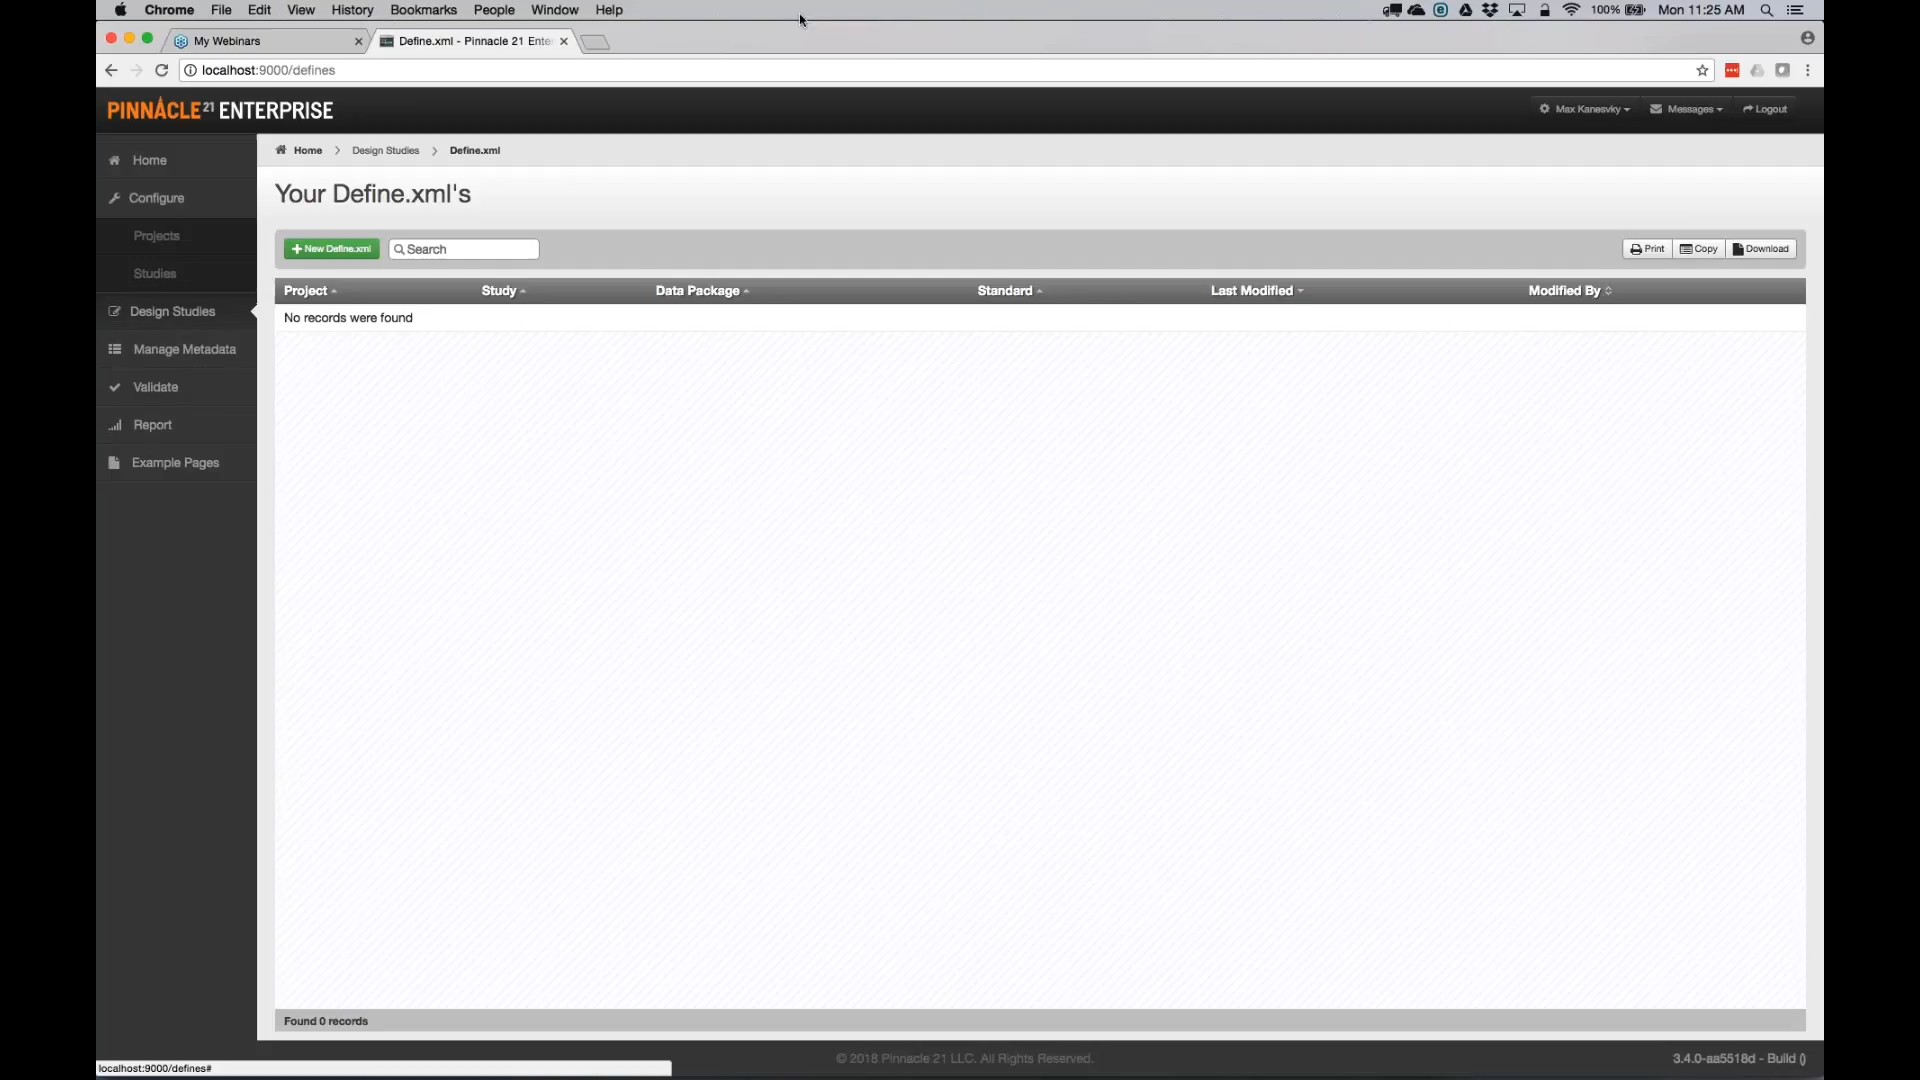 Chrome File Edit View History Bookmarks People Window Help 100% Mon 11:25 AM
My Webinars
Define.xml - Pinnacle 21 Ente
localhost:9000/defines
PINNACLE 21 ENTERPRISE
Max Kanesvky Messages Logout
Home
Configure
Projects
Studies
Design Studies
Manage Metadata
Validate
Report
Example Pages
Home > Design Studies > Define.xml
Your Define.xml's
New Define.xml
Search
Print Copy Download
Project Study Data Package Standard Last Modified Modified By
No records were found
Found 0 records
© 2018 Pinnacle 21 LLC. All Rights Reserved.
3.4.0-aa5518d - Build ()
localhost:9000/defines#